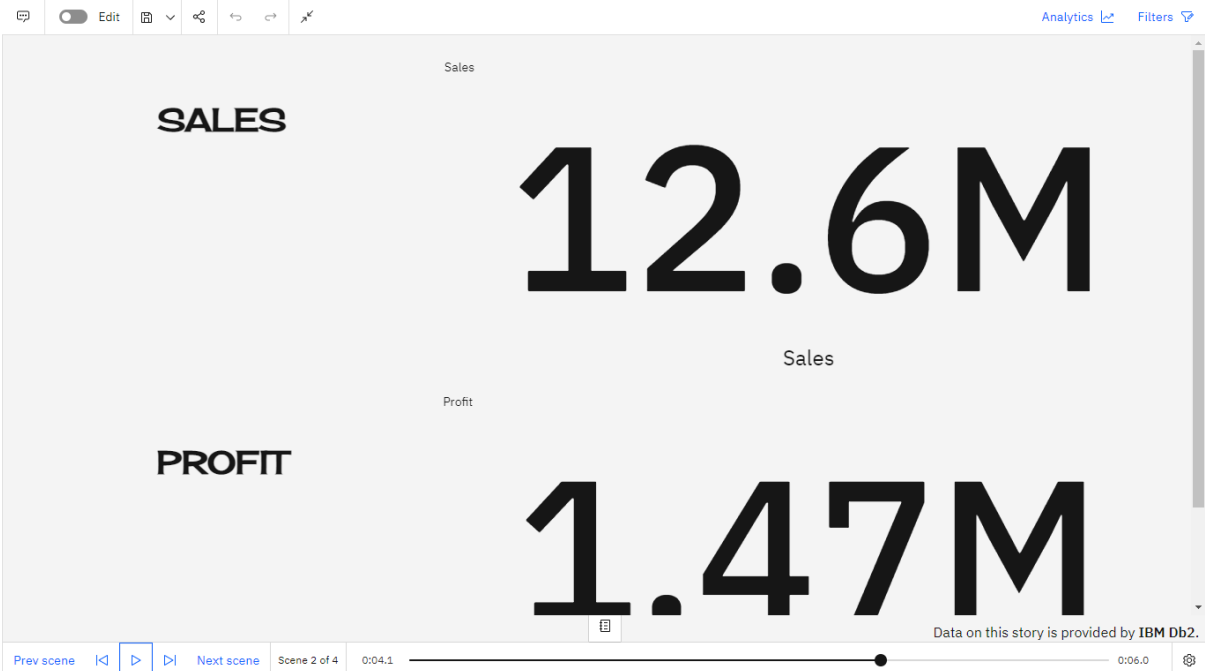 Edit
Analytics
Filters
Sales
SALES
12.6M
Sales
Profit
PROFIT
1.47M
Data on this story is provided by IBM Db2.
Prev scene
Next scene
Scene 2 of 4
0:04.1
0:06.0